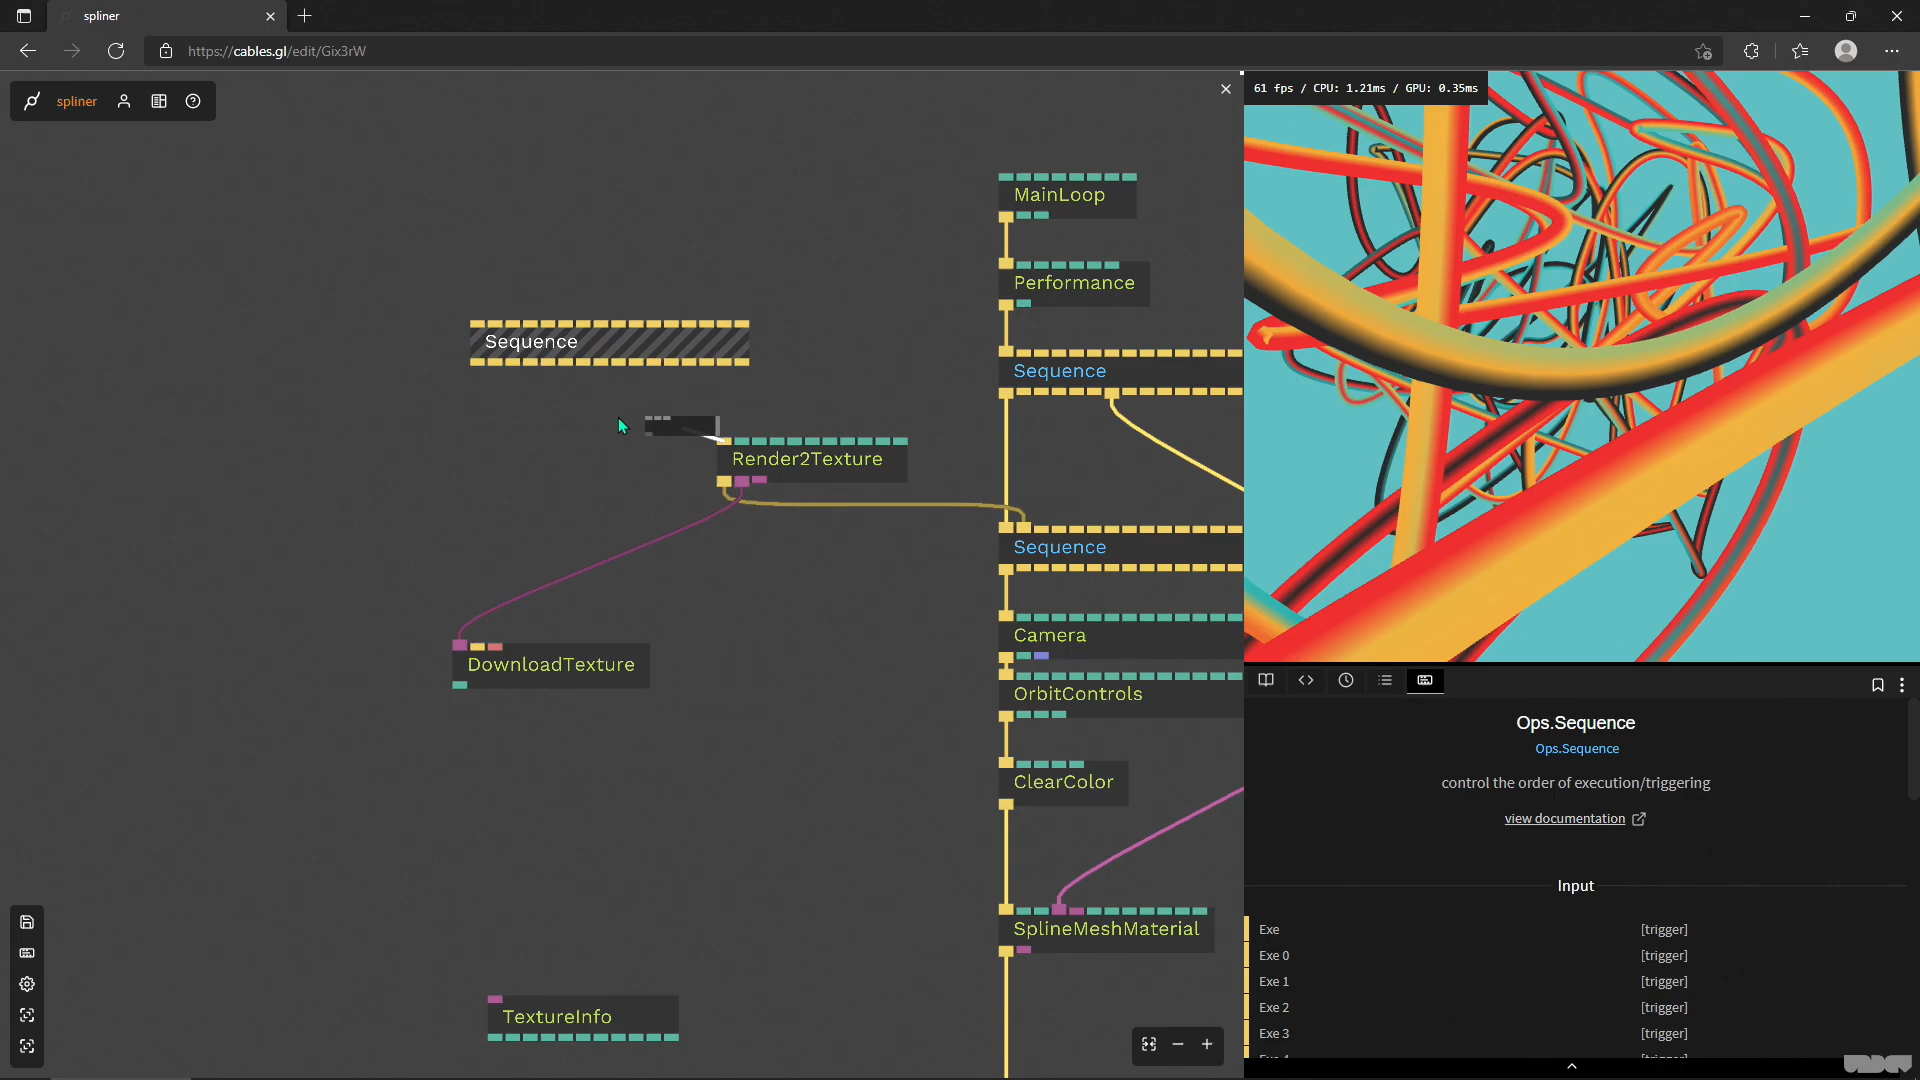 spliner
https://cables.gl/edit/Gix3rW
spliner
61 fps / CPU: 1.21ms / GPU: 0.35ms
MainLoop
Performance
Sequence
Sequence
Render2Texture
Sequence
DownloadTexture
Camera
OrbitControls
ClearColor
SplineMeshMaterial
TextureInfo
Ops.Sequence
Ops.Sequence
control the order of execution/triggering
view documentation
Input
Exe [trigger]
Exe 0 [trigger]
Exe 1 [trigger]
Exe 2 [trigger]
Exe 3 [trigger]